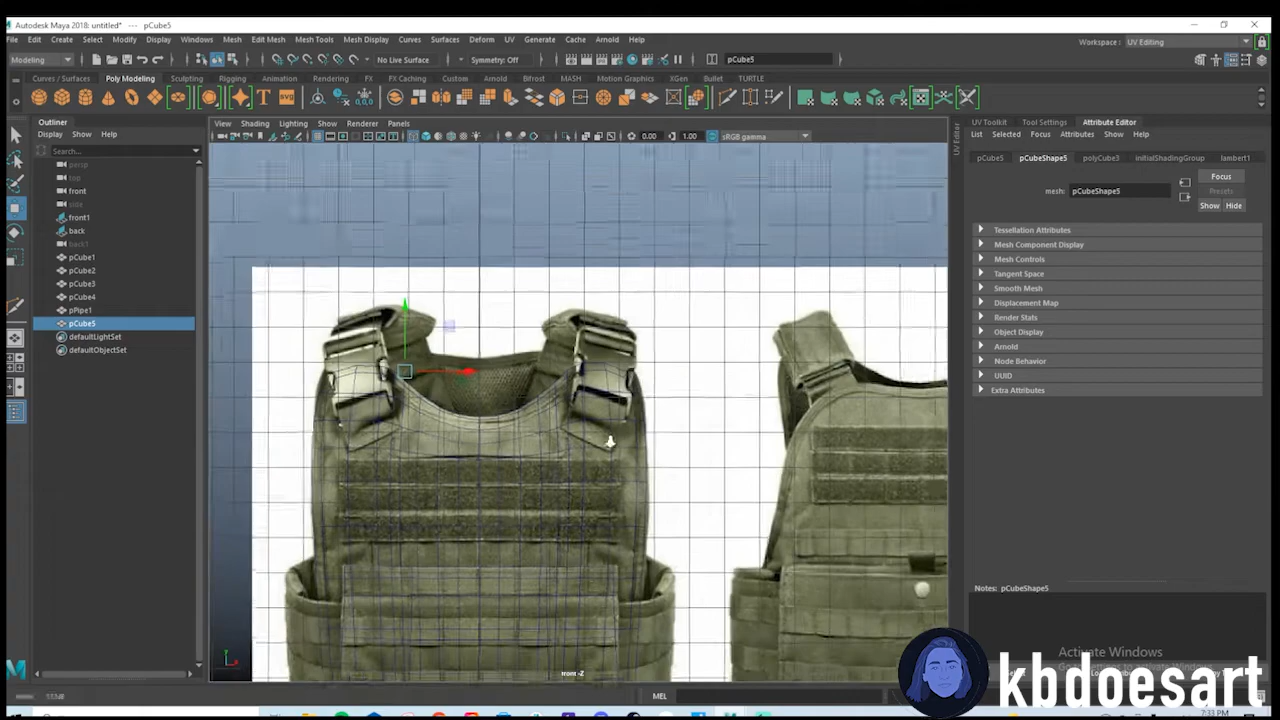 Autodesk Maya 2018: untitled* --- pCube5
File Edit Create Select Modify Display Windows Mesh Edit Mesh Mesh Tools Mesh Display Curves Surfaces Deform UV Generate Cache Arnold Help
Workspace : UV Editing
Modeling No Live Surface Symmetry: Off pCube5
Curves / Surfaces Poly Modeling Sculpting Rigging Animation Rendering FX FX Caching Custom Arnold Bifrost MASH Motion Graphics XGen Bullet TURTLE
Outliner
Display Show Help
Search...
persp
top
front
side
front1
back
back1
pCube1
pCube2
pCube3
pCube4
pPipe1
pCube5
defaultLightSet
defaultObjectSet
View Shading Lighting Show Renderer Panels
0.00 1.00 sRGB gamma
front -Z
UV Editor
UV Toolkit Tool Settings Attribute Editor
List Selected Focus Attributes Show Help
pCube5 pCubeShape5 polyCube3 initialShadingGroup lambert1
Focus
Presets
Show Hide
mesh: pCubeShape5
Tessellation Attributes
Mesh Component Display
Mesh Controls
Tangent Space
Smooth Mesh
Displacement Map
Render Stats
Object Display
Arnold
Node Behavior
UUID
Extra Attributes
Notes: pCubeShape5
Activate Windows
kbdoesart
MEL
7:33 PM